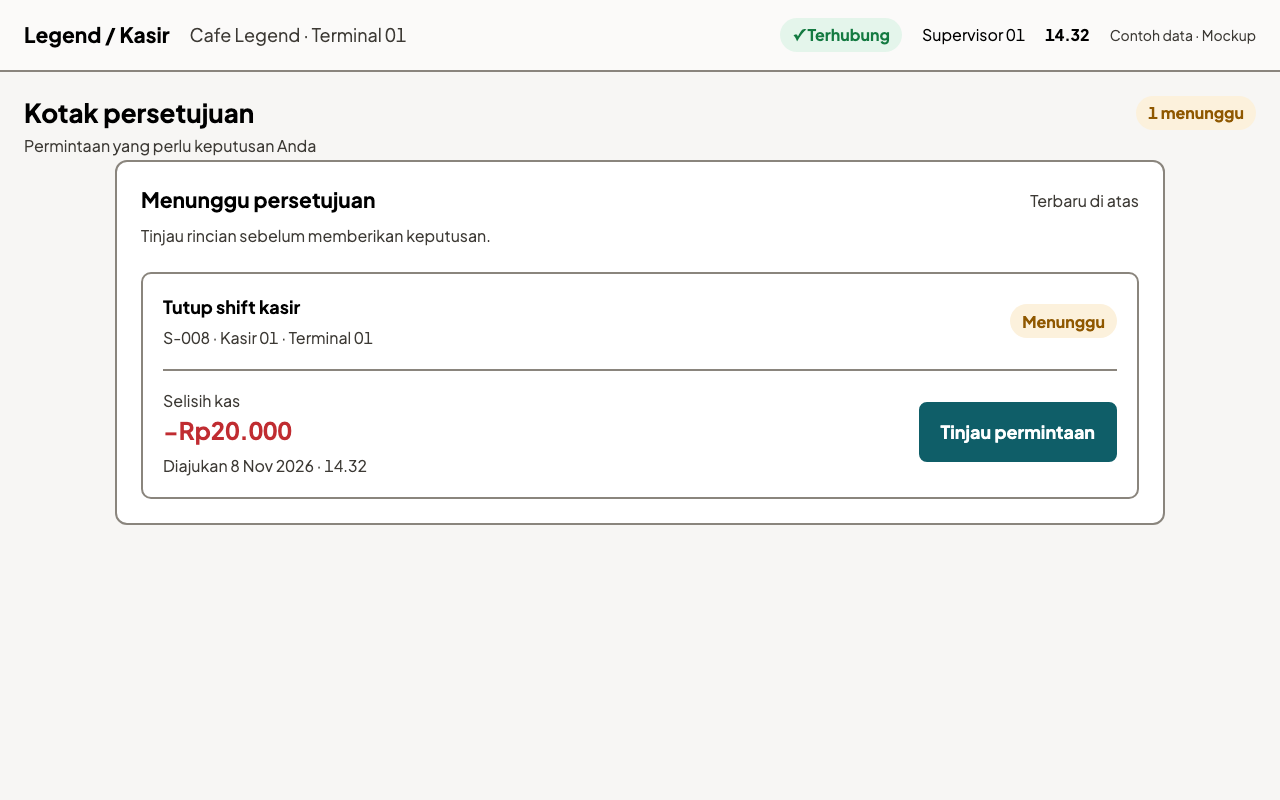 Legend / Kasir Cafe Legend · Terminal 01 ✓Terhubung Supervisor 01 14.32 Contoh data · Mockup
Kotak persetujuan 1 menunggu
Permintaan yang perlu keputusan Anda
Menunggu persetujuan Terbaru di atas
Tinjau rincian sebelum memberikan keputusan.
Tutup shift kasir
S-008 · Kasir 01 · Terminal 01
Menunggu
Selisih kas
−Rp20.000
Diajukan 8 Nov 2026 · 14.32
Tinjau permintaan